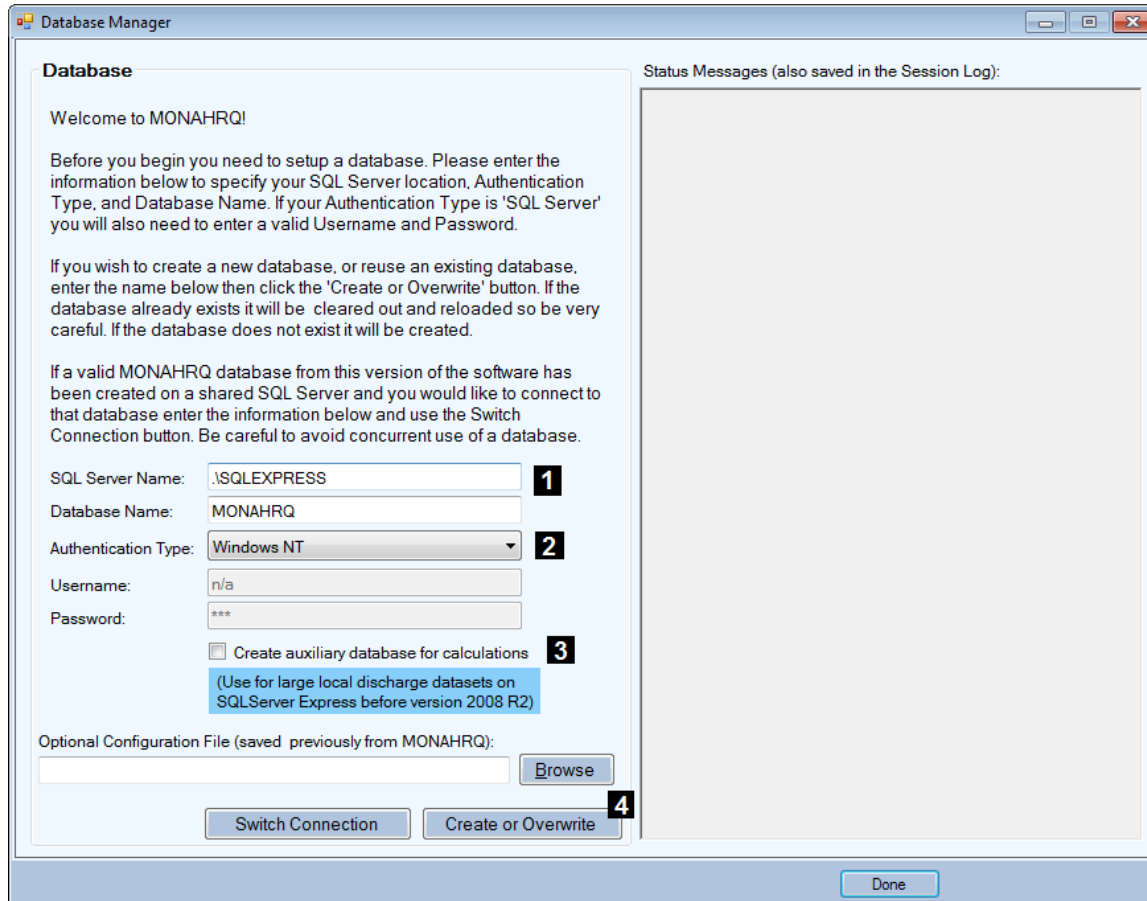 Database Manager
Database
Welcome to MONAHRQ!
Before you begin you need to setup a database. Please enter the
information below to specify your SQL Server location, Authentication
Type, and Database Name. If your Authentication Type is 'SQL Server'
you will also need to enter a valid Username and Password.
If you wish to create a new database, or reuse an existing database,
enter the name below then click the 'Create or Overwrite' button. If the
database already exists it will be cleared out and reloaded so be very
careful. If the database does not exist it will be created.
If a valid MONAHRQ database from this version of the software has
been created on a shared SQL Server and you would like to connect to
that database enter the information below and use the Switch
Connection button. Be careful to avoid concurrent use of a database.
SQL Server Name: .\SQLEXPRESS 1
Database Name: MONAHRQ
Authentication Type: Windows NT 2
Username: n/a
Password: ***
Create auxiliary database for calculations 3
(Use for large local discharge datasets on
SQLServer Express before version 2008 R2)
Optional Configuration File (saved previously from MONAHRQ):
Browse
Switch Connection Create or Overwrite 4
Status Messages (also saved in the Session Log):
Done